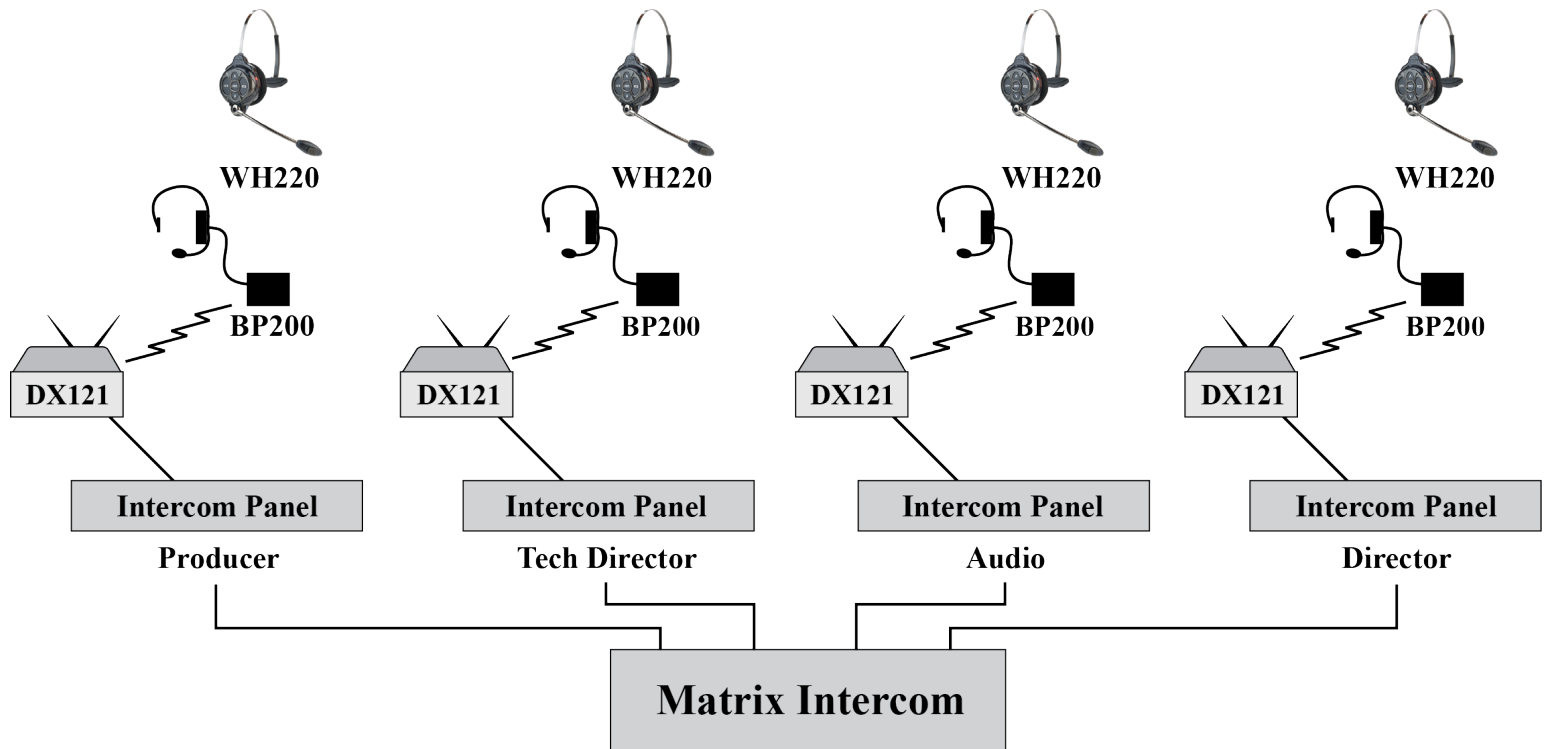 WH220
WH220
WH220
WH220
BP200
BP200
BP200
BP200
DX121
DX121
DX121
DX121
Intercom Panel
Intercom Panel
Intercom Panel
Intercom Panel
Producer
Tech Director
Audio
Director
Matrix Intercom